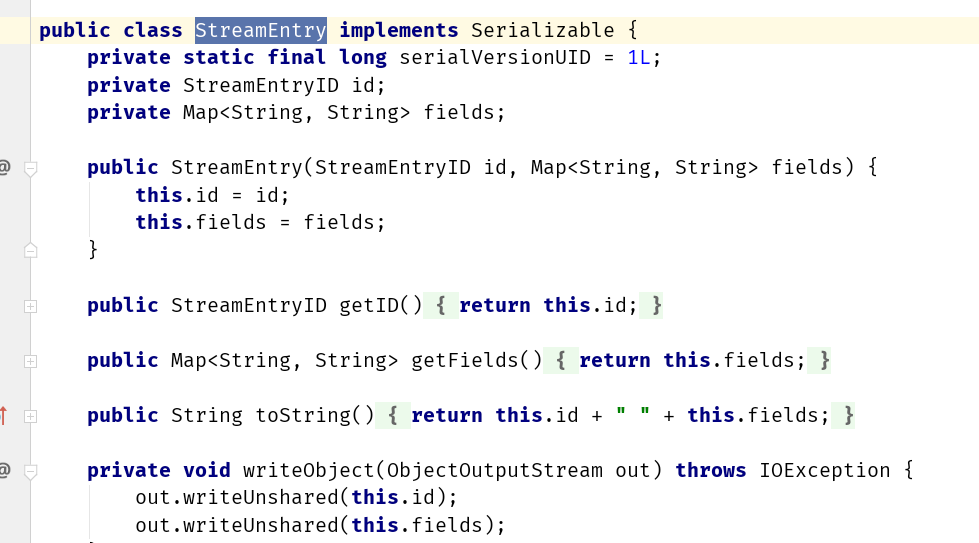 public class StreamEntry implements Serializable {
    private static final long serialVersionUID = 1L;
    private StreamEntryID id;
    private Map<String, String> fields;
@   public StreamEntry(StreamEntryID id, Map<String, String> fields) {
        this.id = id;
        this.fields = fields;
    }
    public StreamEntryID getID() { return this.id; }
    public Map<String, String> getFields() { return this.fields; }
    public String toString() { return this.id + " " + this.fields; }
@   private void writeObject(ObjectOutputStream out) throws IOException {
        out.writeUnshared(this.id);
        out.writeUnshared(this.fields);